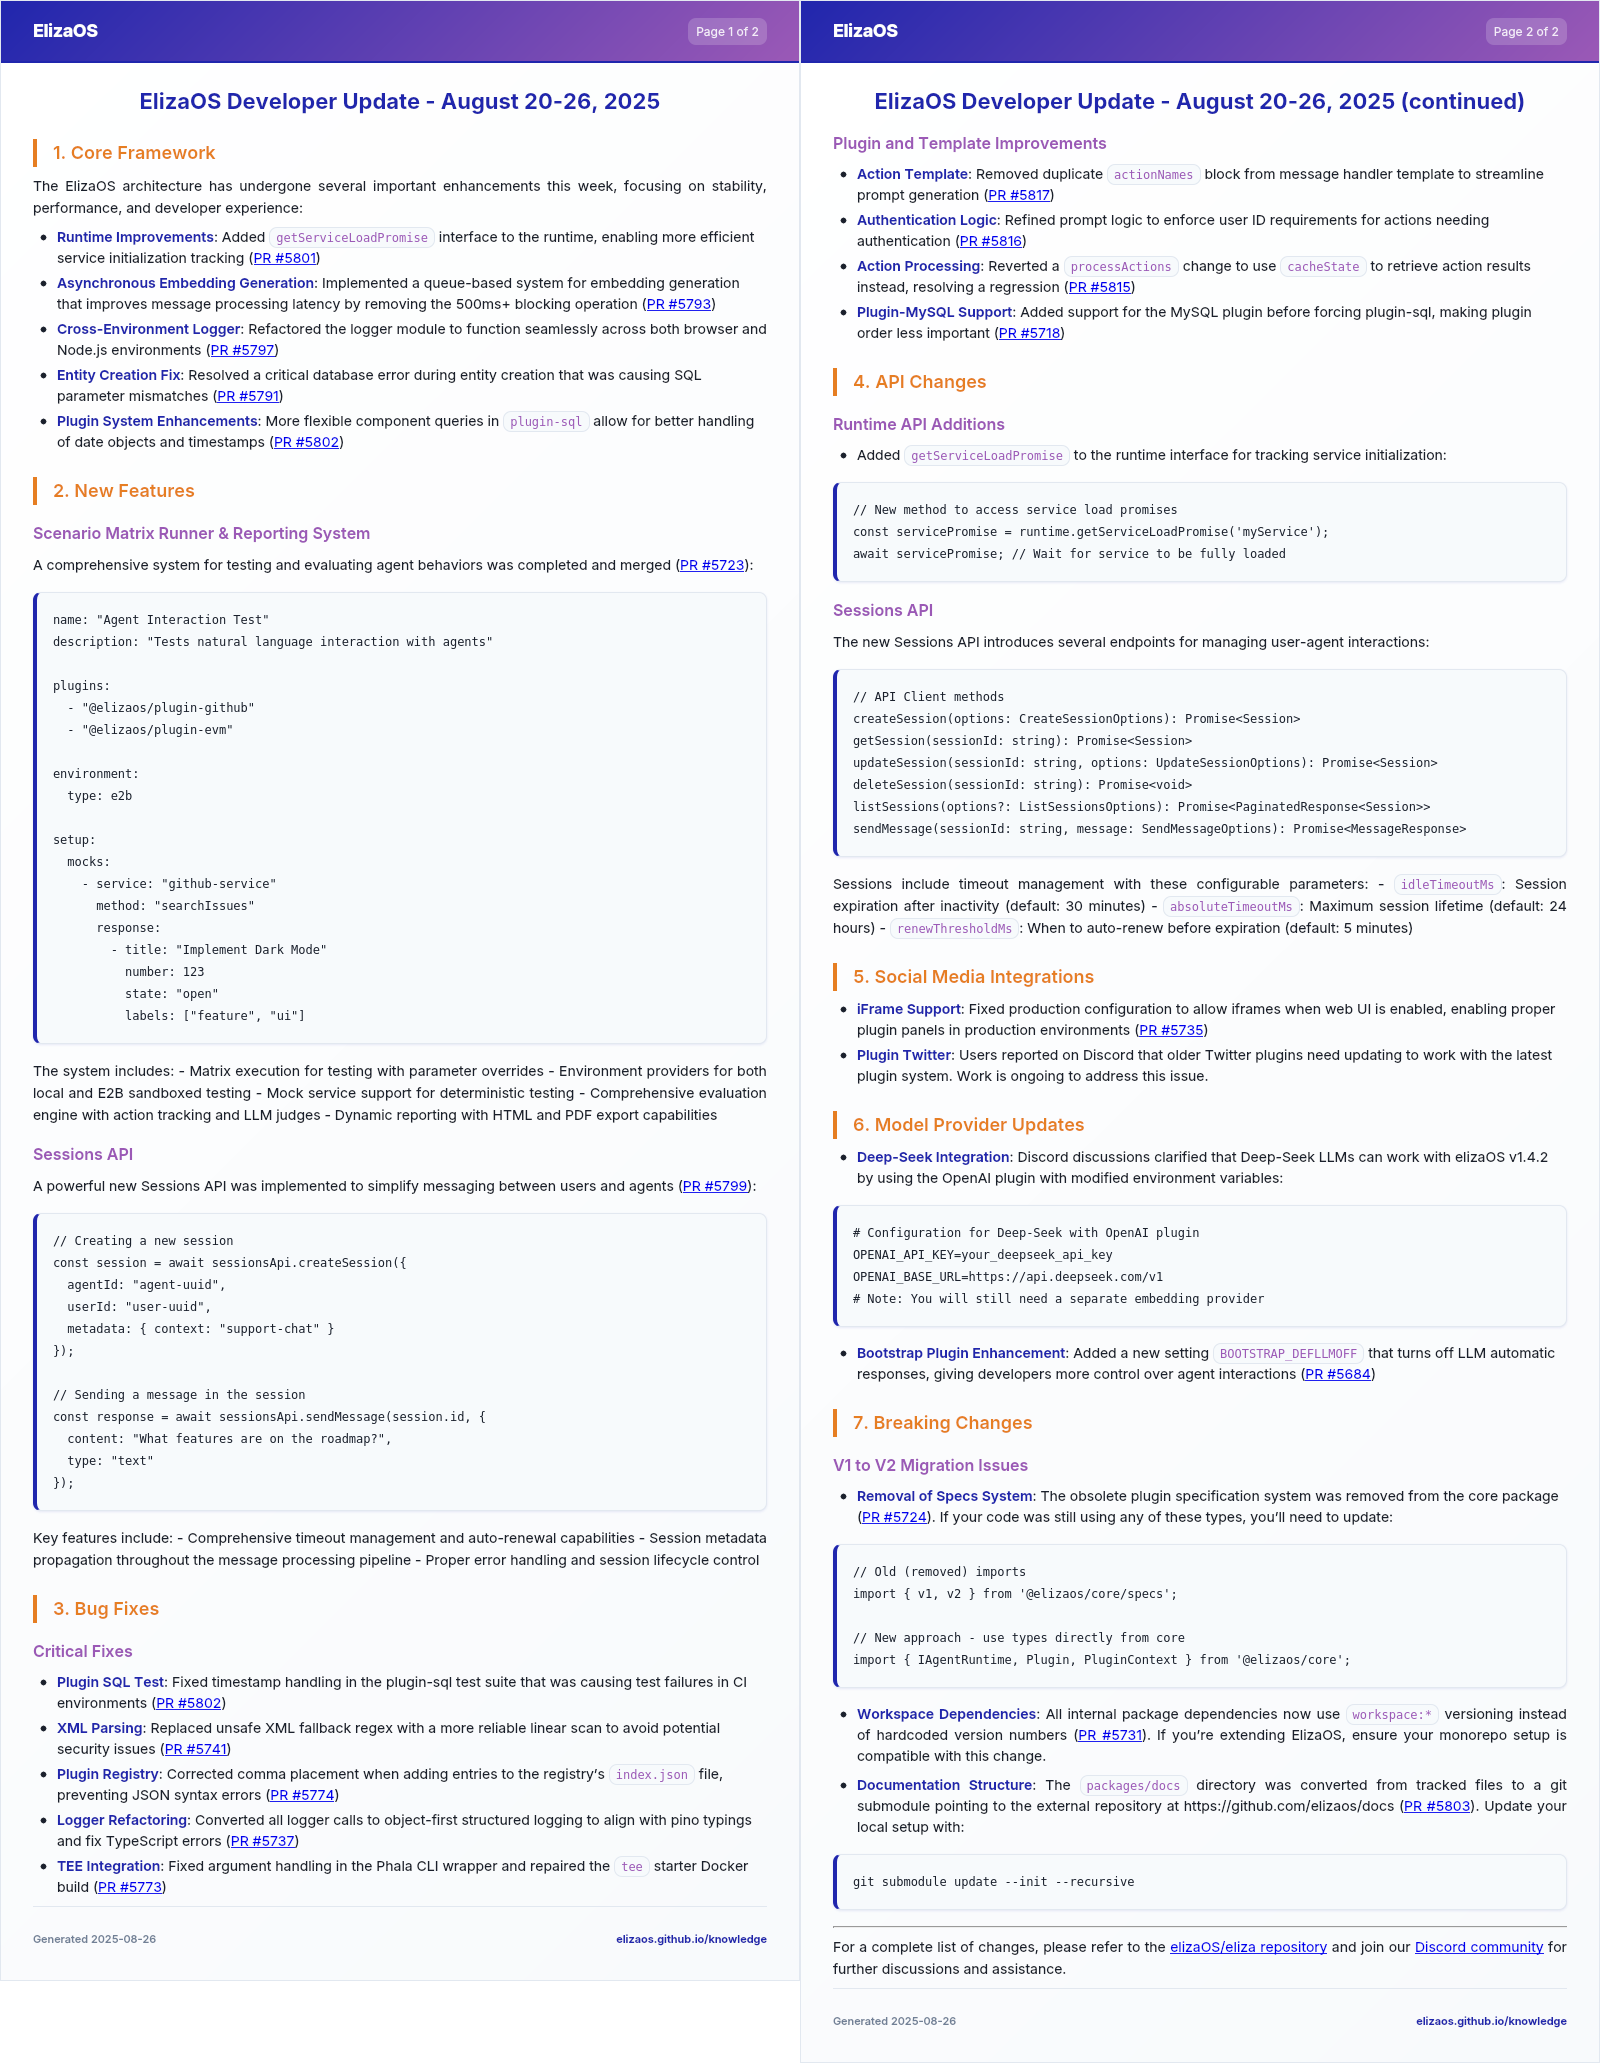 ElizaOS
Page 1 of 2
ElizaOS Developer Update - August 20-26, 2025
1. Core Framework
The ElizaOS architecture has undergone several important enhancements this week, focusing on stability,
performance, and developer experience:
• Runtime Improvements: Added getServiceLoadPromise interface to the runtime, enabling more efficient
service initialization tracking (PR #5801)
• Asynchronous Embedding Generation: Implemented a queue-based system for embedding generation
that improves message processing latency by removing the 500ms+ blocking operation (PR #5793)
• Cross-Environment Logger: Refactored the logger module to function seamlessly across both browser and
Node.js environments (PR #5797)
• Entity Creation Fix: Resolved a critical database error during entity creation that was causing SQL
parameter mismatches (PR #5791)
• Plugin System Enhancements: More flexible component queries in plugin-sql allow for better handling
of date objects and timestamps (PR #5802)
2. New Features
Scenario Matrix Runner & Reporting System
A comprehensive system for testing and evaluating agent behaviors was completed and merged (PR #5723):
name: "Agent Interaction Test"
description: "Tests natural language interaction with agents"
plugins:
- "@elizaos/plugin-github"
- "@elizaos/plugin-evm"
environment:
type: e2b
setup:
mocks:
- service: "github-service"
method: "searchIssues"
response:
- title: "Implement Dark Mode"
number: 123
state: "open"
labels: ["feature", "ui"]
The system includes: - Matrix execution for testing with parameter overrides - Environment providers for both
local and E2B sandboxed testing - Mock service support for deterministic testing - Comprehensive evaluation
engine with action tracking and LLM judges - Dynamic reporting with HTML and PDF export capabilities
Sessions API
A powerful new Sessions API was implemented to simplify messaging between users and agents (PR #5799):
// Creating a new session
const session = await sessionsApi.createSession({
agentId: "agent-uuid",
userId: "user-uuid",
metadata: { context: "support-chat" }
});
// Sending a message in the session
const response = await sessionsApi.sendMessage(session.id, {
content: "What features are on the roadmap?",
type: "text"
});
Key features include: - Comprehensive timeout management and auto-renewal capabilities - Session metadata
propagation throughout the message processing pipeline - Proper error handling and session lifecycle control
3. Bug Fixes
Critical Fixes
• Plugin SQL Test: Fixed timestamp handling in the plugin-sql test suite that was causing test failures in CI
environments (PR #5802)
• XML Parsing: Replaced unsafe XML fallback regex with a more reliable linear scan to avoid potential
security issues (PR #5741)
• Plugin Registry: Corrected comma placement when adding entries to the registry's index.json file,
preventing JSON syntax errors (PR #5774)
• Logger Refactoring: Converted all logger calls to object-first structured logging to align with pino typings
and fix TypeScript errors (PR #5737)
• TEE Integration: Fixed argument handling in the Phala CLI wrapper and repaired the tee starter Docker
build (PR #5773)
Generated 2025-08-26
elizaos.github.io/knowledge
ElizaOS
Page 2 of 2
ElizaOS Developer Update - August 20-26, 2025 (continued)
Plugin and Template Improvements
• Action Template: Removed duplicate actionNames block from message handler template to streamline
prompt generation (PR #5817)
• Authentication Logic: Refined prompt logic to enforce user ID requirements for actions needing
authentication (PR #5816)
• Action Processing: Reverted a processActions change to use cacheState to retrieve action results
instead, resolving a regression (PR #5815)
• Plugin-MySQL Support: Added support for the MySQL plugin before forcing plugin-sql, making plugin
order less important (PR #5718)
4. API Changes
Runtime API Additions
• Added getServiceLoadPromise to the runtime interface for tracking service initialization:
// New method to access service load promises
const servicePromise = runtime.getServiceLoadPromise('myService');
await servicePromise; // Wait for service to be fully loaded
Sessions API
The new Sessions API introduces several endpoints for managing user-agent interactions:
// API Client methods
createSession(options: CreateSessionOptions): Promise<Session>
getSession(sessionId: string): Promise<Session>
updateSession(sessionId: string, options: UpdateSessionOptions): Promise<Session>
deleteSession(sessionId: string): Promise<void>
listSessions(options?: ListSessionsOptions): Promise<PaginatedResponse<Session>>
sendMessage(sessionId: string, message: SendMessageOptions): Promise<MessageResponse>
Sessions include timeout management with these configurable parameters: - idleTimeoutMs: Session
expiration after inactivity (default: 30 minutes) - absoluteTimeoutMs: Maximum session lifetime (default: 24
hours) - renewThresholdMs: When to auto-renew before expiration (default: 5 minutes)
5. Social Media Integrations
• iFrame Support: Fixed production configuration to allow iframes when web UI is enabled, enabling proper
plugin panels in production environments (PR #5735)
• Plugin Twitter: Users reported on Discord that older Twitter plugins need updating to work with the latest
plugin system. Work is ongoing to address this issue.
6. Model Provider Updates
• Deep-Seek Integration: Discord discussions clarified that Deep-Seek LLMs can work with elizaOS v1.4.2
by using the OpenAI plugin with modified environment variables:
# Configuration for Deep-Seek with OpenAI plugin
OPENAI_API_KEY=your_deepseek_api_key
OPENAI_BASE_URL=https://api.deepseek.com/v1
# Note: You will still need a separate embedding provider
• Bootstrap Plugin Enhancement: Added a new setting BOOTSTRAP_DEFLLMOFF that turns off LLM automatic
responses, giving developers more control over agent interactions (PR #5684)
7. Breaking Changes
V1 to V2 Migration Issues
• Removal of Specs System: The obsolete plugin specification system was removed from the core package
(PR #5724). If your code was still using any of these types, you'll need to update:
// Old (removed) imports
import { v1, v2 } from '@elizaos/core/specs';
// New approach - use types directly from core
import { IAgentRuntime, Plugin, PluginContext } from '@elizaos/core';
• Workspace Dependencies: All internal package dependencies now use workspace:* versioning instead
of hardcoded version numbers (PR #5731). If you're extending ElizaOS, ensure your monorepo setup is
compatible with this change.
• Documentation Structure: The packages/docs directory was converted from tracked files to a git
submodule pointing to the external repository at https://github.com/elizaos/docs (PR #5803). Update your
local setup with:
git submodule update --init --recursive
For a complete list of changes, please refer to the elizaOS/eliza repository and join our Discord community for
further discussions and assistance.
Generated 2025-08-26
elizaos.github.io/knowledge